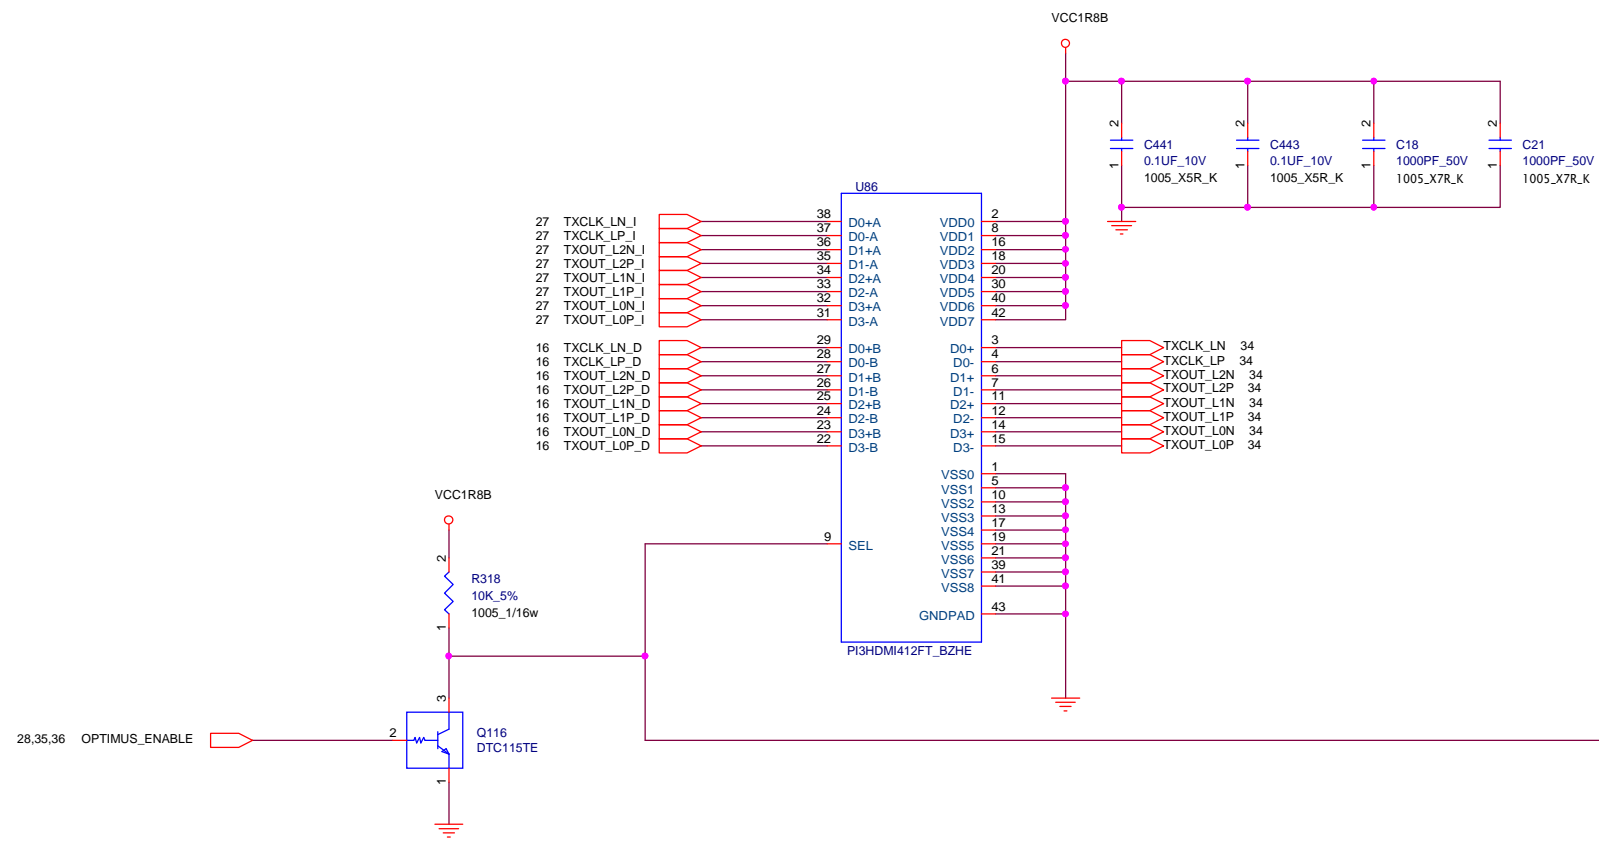 VCC1R8B
2 2 2 2
C441 C443 C18 C21
0.1UF_10V 0.1UF_10V 1000PF_50V 1000PF_50V
1 1 1 1
1005_X5R_K 1005_X5R_K 1005_X7R_K 1005_X7R_K
U86
27 TXCLK_LN_I 38 D0+A VDD0 2
27 TXCLK_LP_I 37 D0-A VDD1 8
27 TXOUT_L2N_I 36 D1+A VDD2 16
27 TXOUT_L2P_I 35 D1-A VDD3 18
27 TXOUT_L1N_I 34 D2+A VDD4 20
27 TXOUT_L1P_I 33 D2-A VDD5 30
27 TXOUT_L0N_I 32 D3+A VDD6 40
27 TXOUT_L0P_I 31 D3-A VDD7 42
16 TXCLK_LN_D 29 D0+B D0+ 3 TXCLK_LN 34
16 TXCLK_LP_D 28 D0-B D0- 4 TXCLK_LP 34
16 TXOUT_L2N_D 27 D1+B D1+ 6 TXOUT_L2N 34
16 TXOUT_L2P_D 26 D1-B D1- 7 TXOUT_L2P 34
16 TXOUT_L1N_D 25 D2+B D2+ 11 TXOUT_L1N 34
16 TXOUT_L1P_D 24 D2-B D2- 12 TXOUT_L1P 34
16 TXOUT_L0N_D 23 D3+B D3+ 14 TXOUT_L0N 34
16 TXOUT_L0P_D 22 D3-B D3- 15 TXOUT_L0P 34
VSS0 1
VSS1 5
VCC1R8B
VSS2 10
VSS3 13
VSS4 17
9 SEL VSS5 19
2 VSS6 21
VSS7 39
R318 VSS8 41
10K_5%
1005_1/16w GNDPAD 43
1
PI3HDMI412FT_BZHE
3
28,35,36 OPTIMUS_ENABLE 2 Q116
DTC115TE
1